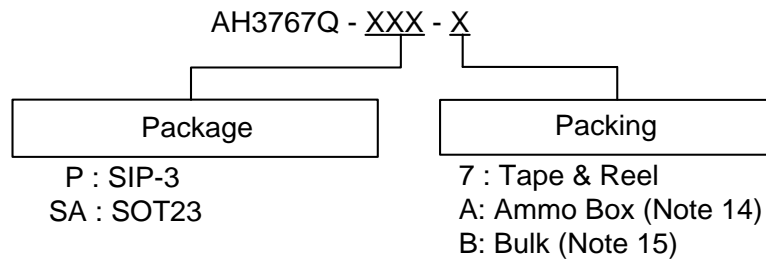 AH3767Q - XXX - X
Package
Packing
P : SIP-3
SA : SOT23
7 : Tape & Reel
A: Ammo Box (Note 14)
B: Bulk (Note 15)